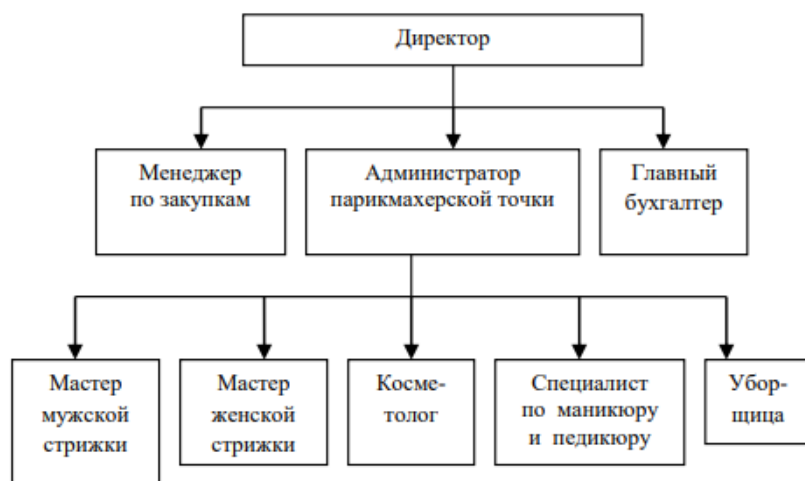 Директор
Менеджер
по закупкам
Администратор
парикмахерской точки
Главный
бухгалтер
Мастер
мужской
стрижки
Мастер
женской
стрижки
Косме-
толог
Специалист
по маникюру
и педикюру
Убор-
щица